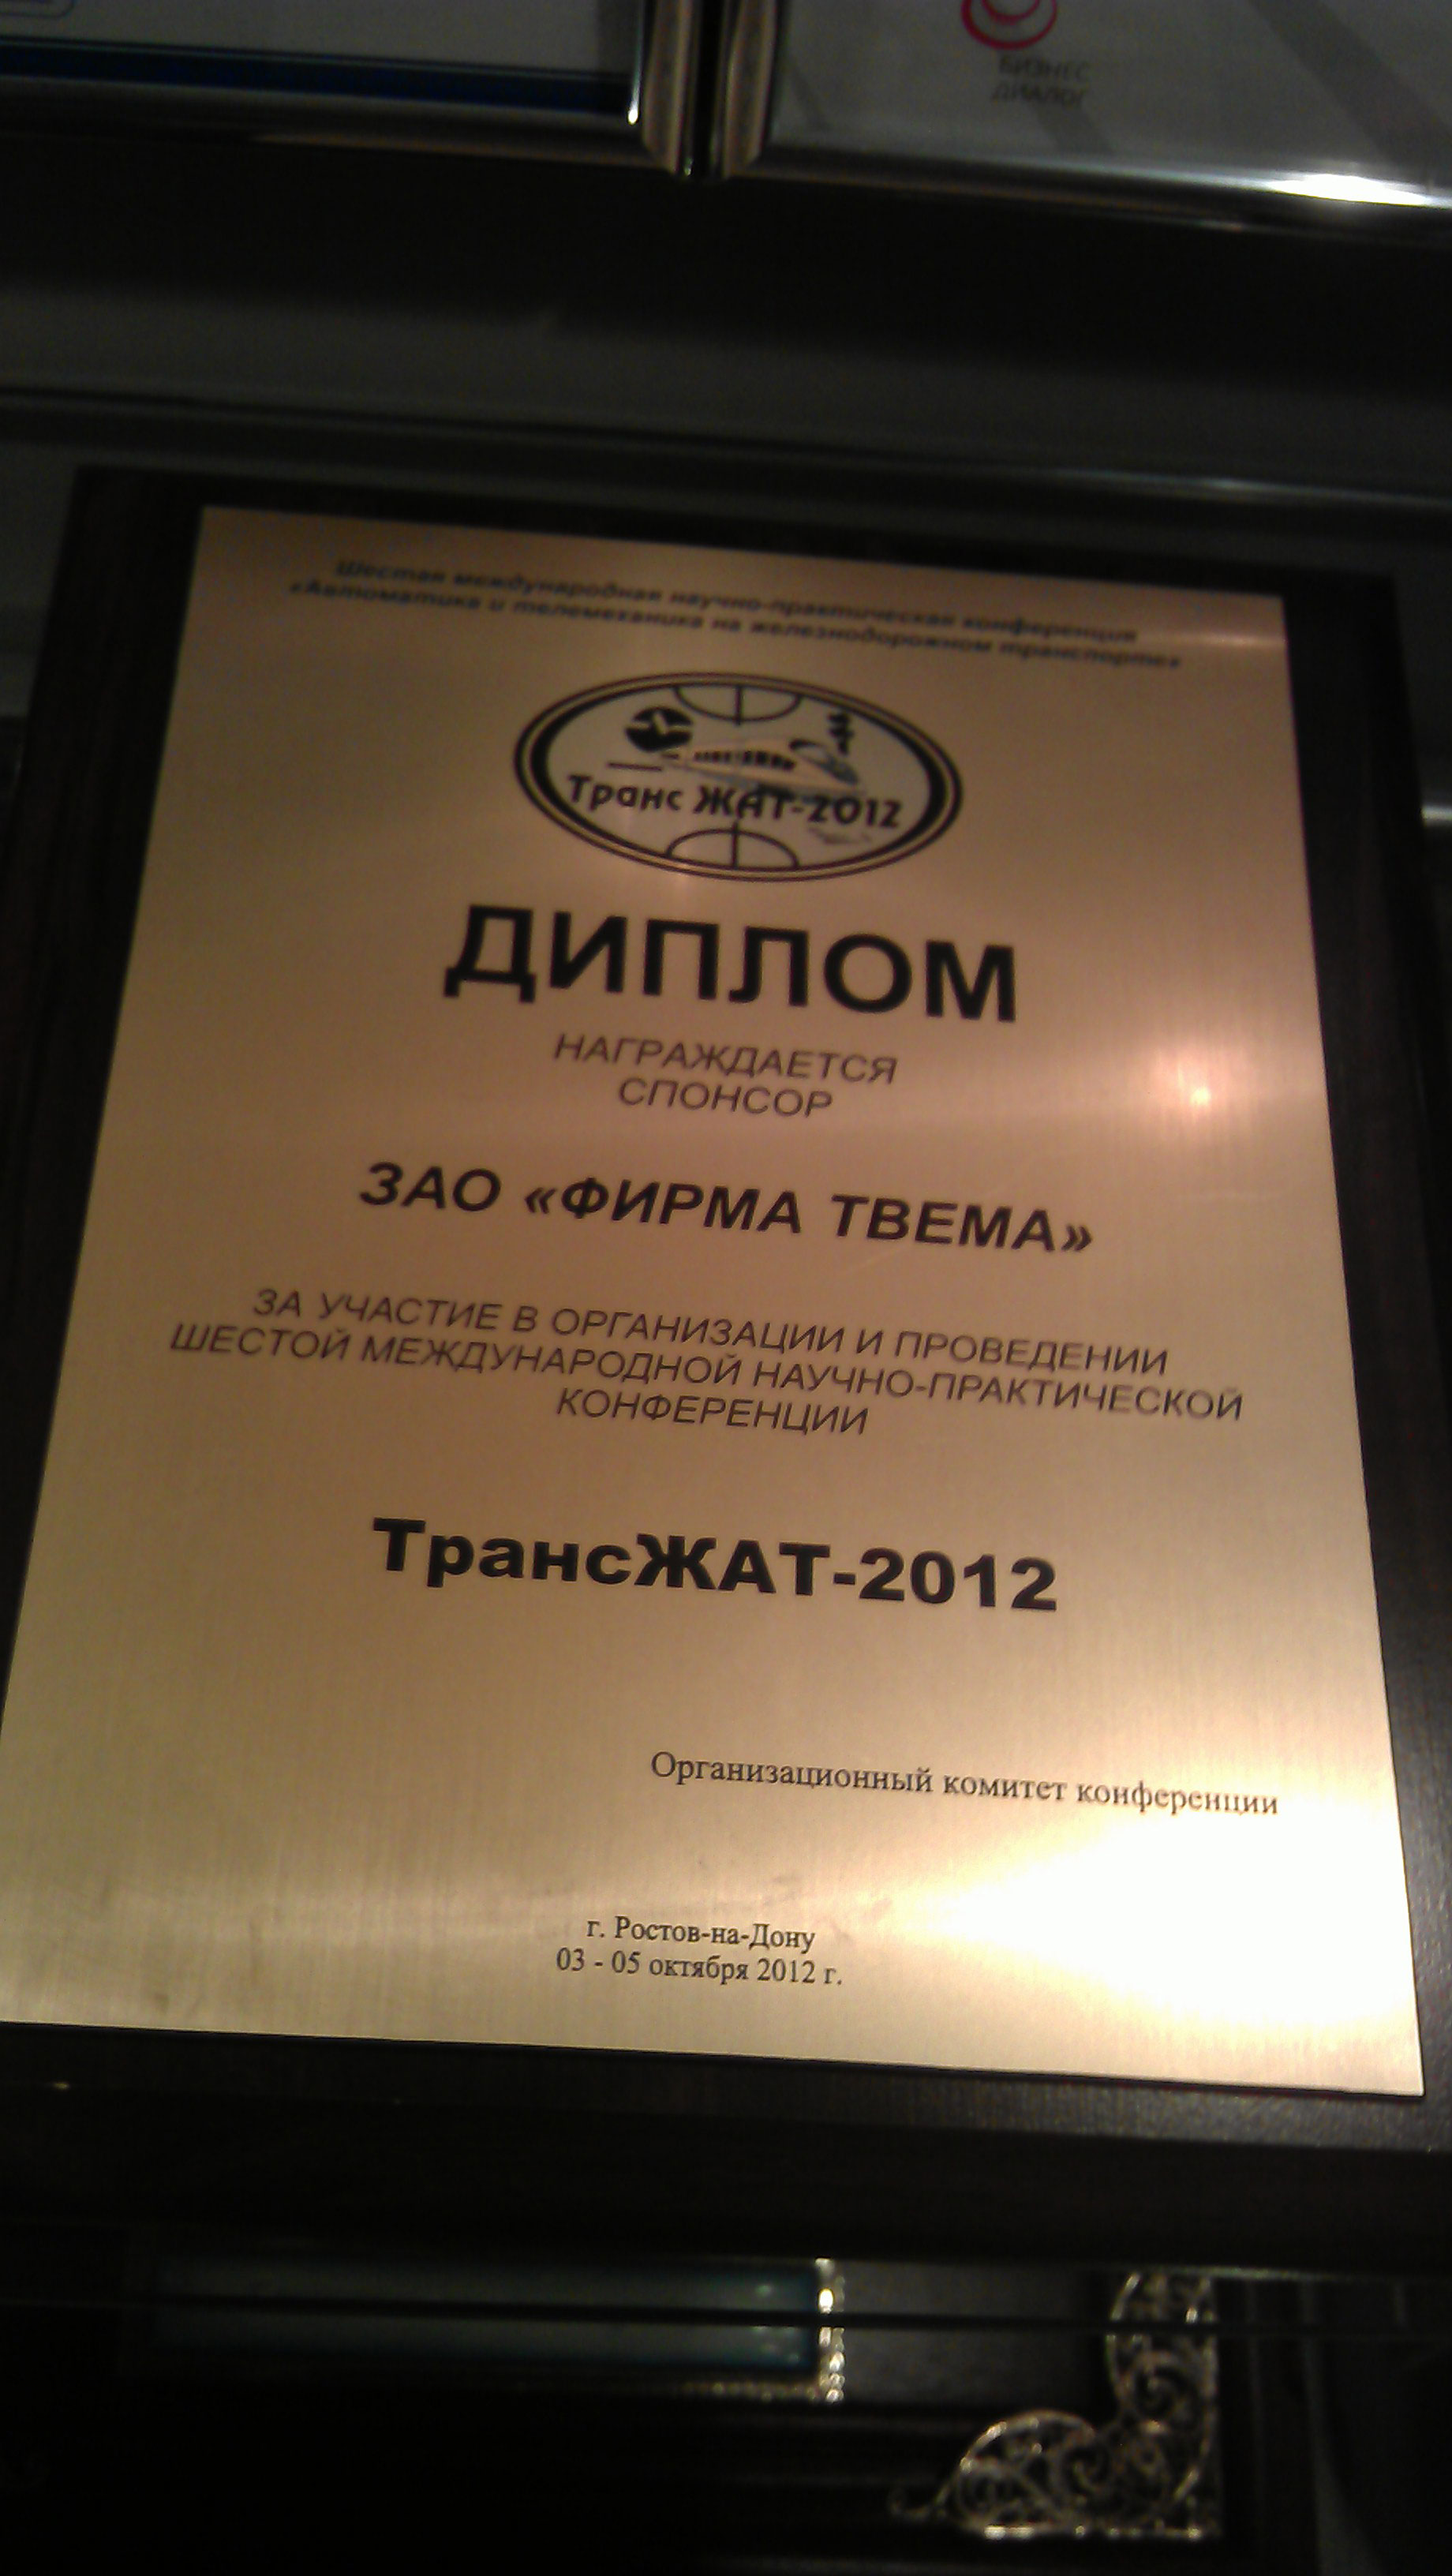 БИЗНЕС
ДИАЛОГ
Шестая международная научно-практическая конференция
«Автоматика и телемеханика на железнодорожном транспорте»
Транс ЖАТ-2012
ДИПЛОМ
НАГРАЖДАЕТСЯ
СПОНСОР
ЗАО «ФИРМА ТВЕМА»
ЗА УЧАСТИЕ В ОРГАНИЗАЦИИ И ПРОВЕДЕНИИ
ШЕСТОЙ МЕЖДУНАРОДНОЙ НАУЧНО-ПРАКТИЧЕСКОЙ
КОНФЕРЕНЦИИ
ТрансЖАТ-2012
Организационный комитет конференции
г. Ростов-на-Дону
03 - 05 октября 2012 г.